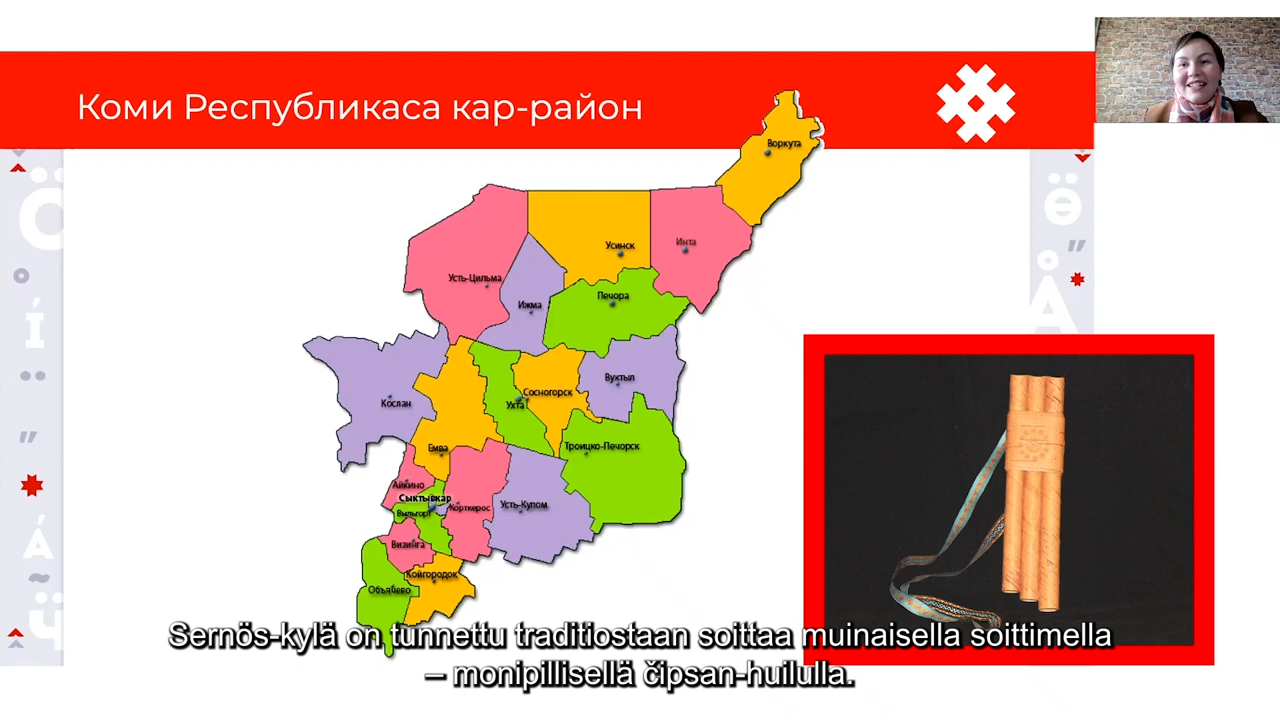 Коми Республикаса кар-район
Воркута
Усинск
Инта
Усть-Цильма
Ижма
Печора
Вуктыл
Сосногорск
Кослан
Ухта
Емва
Троицко-Печорск
Айкино
Сыктывкар
Усть-Кулом
Корткерос
Выльгорт
Визинга
Койгородок
Объячево
Sernös-kylä on tunnettu traditiostaan soittaa muinaisella soittimella
– monipillisellä čipsan-huilulla.